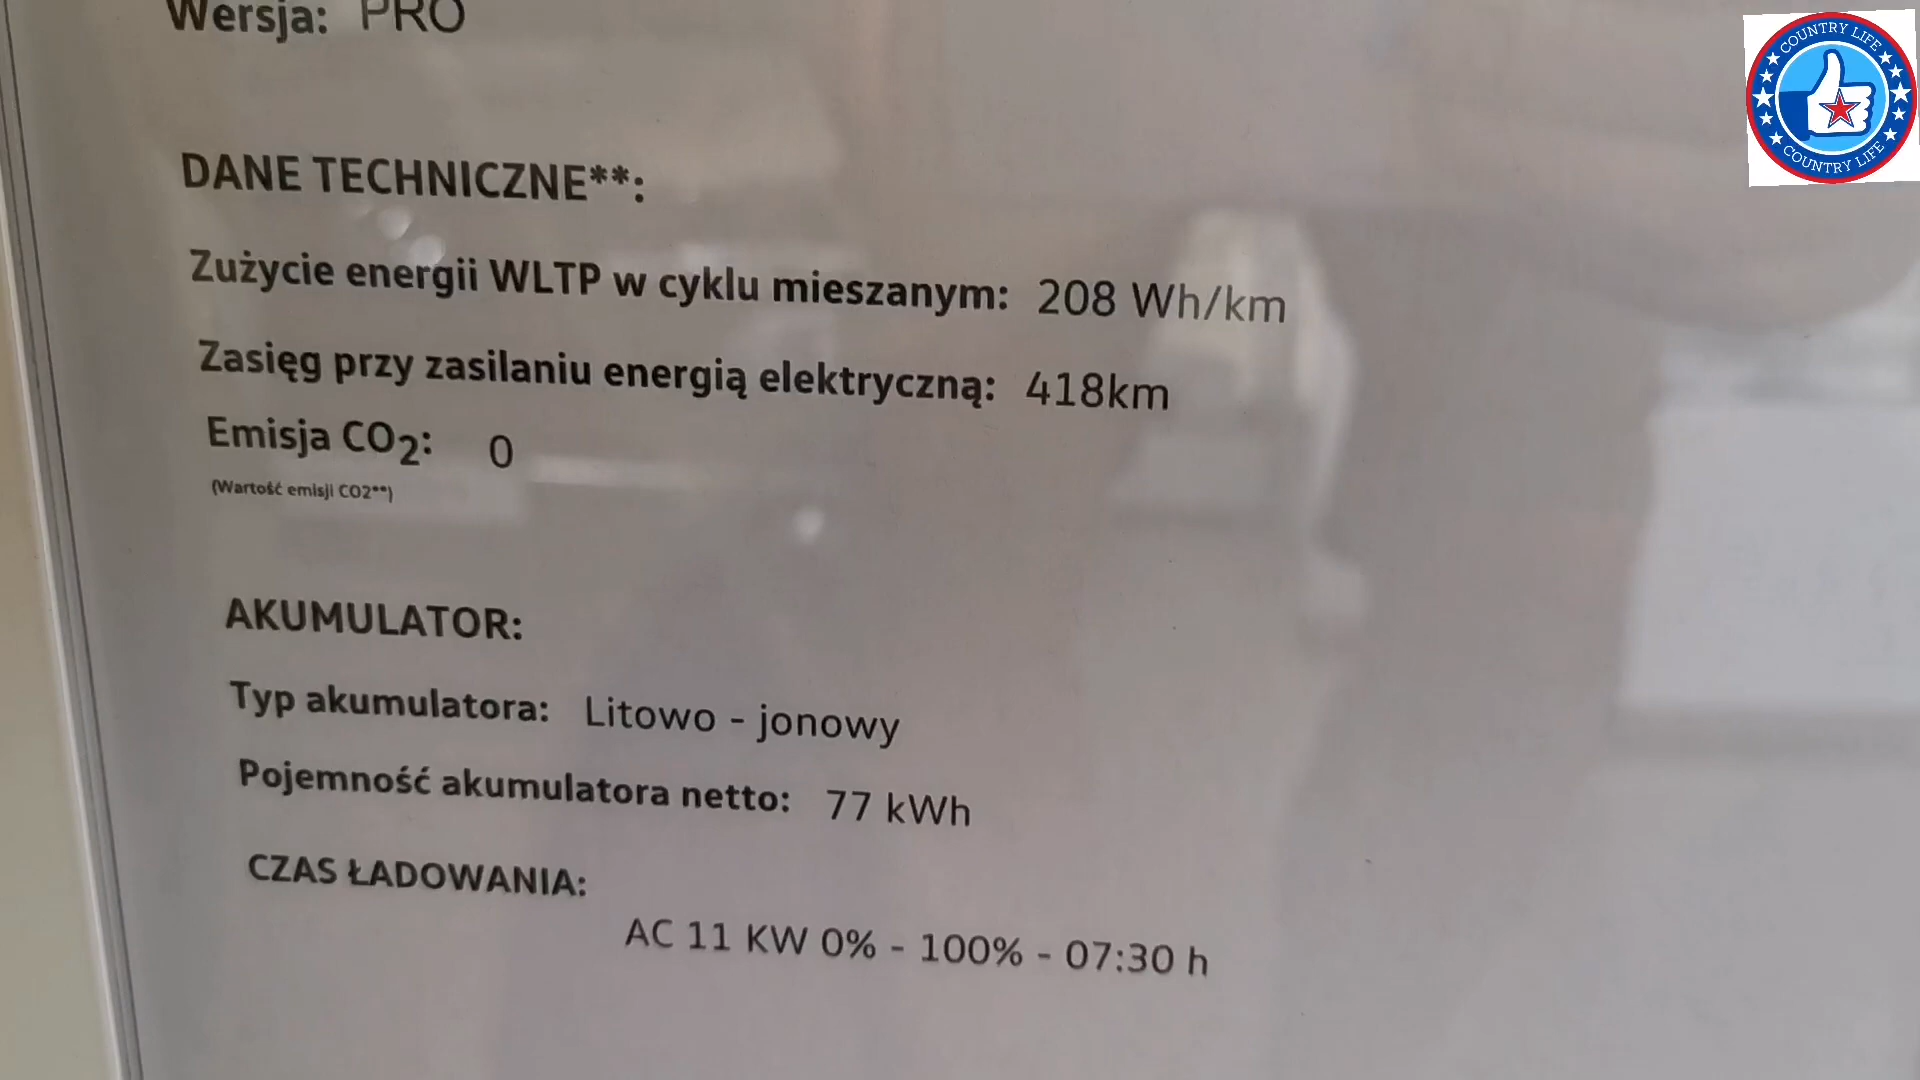 Wersja: PRO
COUNTRY LIFE
COUNTRY LIFE
DANE TECHNICZNE**:
Zużycie energii WLTP w cyklu mieszanym: 208 Wh/km
Zasięg przy zasilaniu energią elektryczną: 418km
Emisja CO₂: 0
(Wartość emisji CO2**)
AKUMULATOR:
Typ akumulatora: Litowo - jonowy
Pojemność akumulatora netto: 77 kWh
CZAS ŁADOWANIA:
AC 11 KW 0% - 100% - 07:30 h